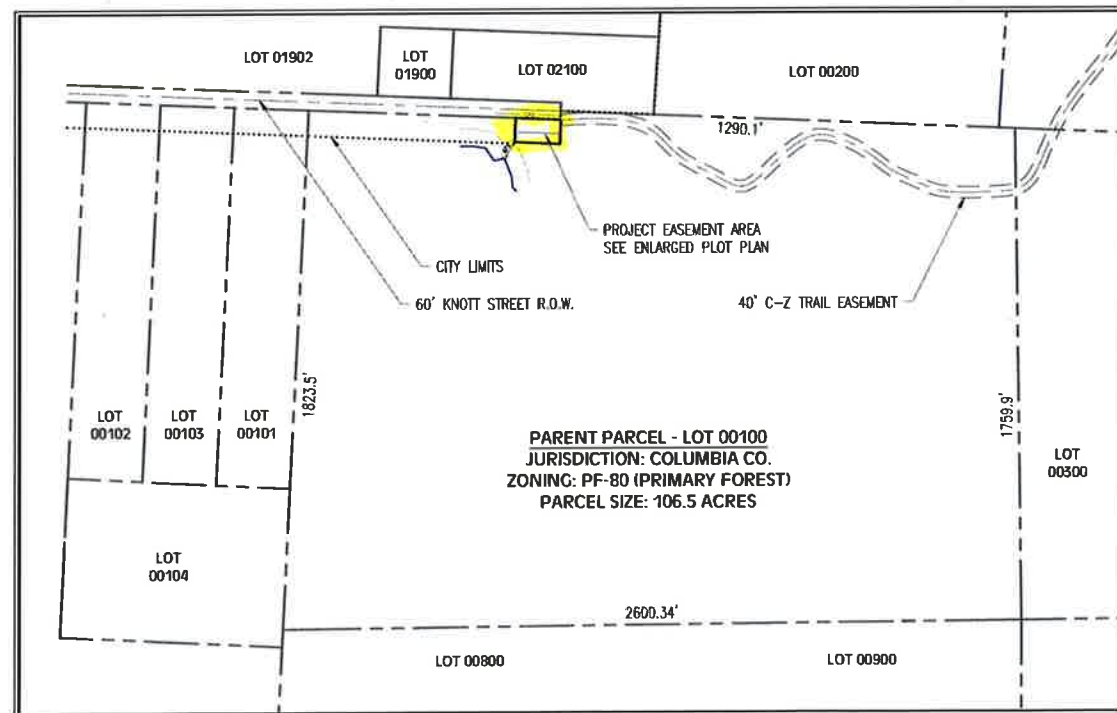 LOT 01902
LOT
01900
LOT 02100
LOT 00200
1290.1'
PROJECT EASEMENT AREA
SEE ENLARGED PLOT PLAN
CITY LIMITS
60' KNOTT STREET R.O.W.
40' C-Z TRAIL EASEMENT
1823.5'
1759.9'
LOT
00102
LOT
00103
LOT
00101
PARENT PARCEL - LOT 00100
JURISDICTION: COLUMBIA CO.
ZONING: PF-80 (PRIMARY FOREST)
PARCEL SIZE: 106.5 ACRES
LOT
00300
LOT
00104
2600.34'
LOT 00800
LOT 00900